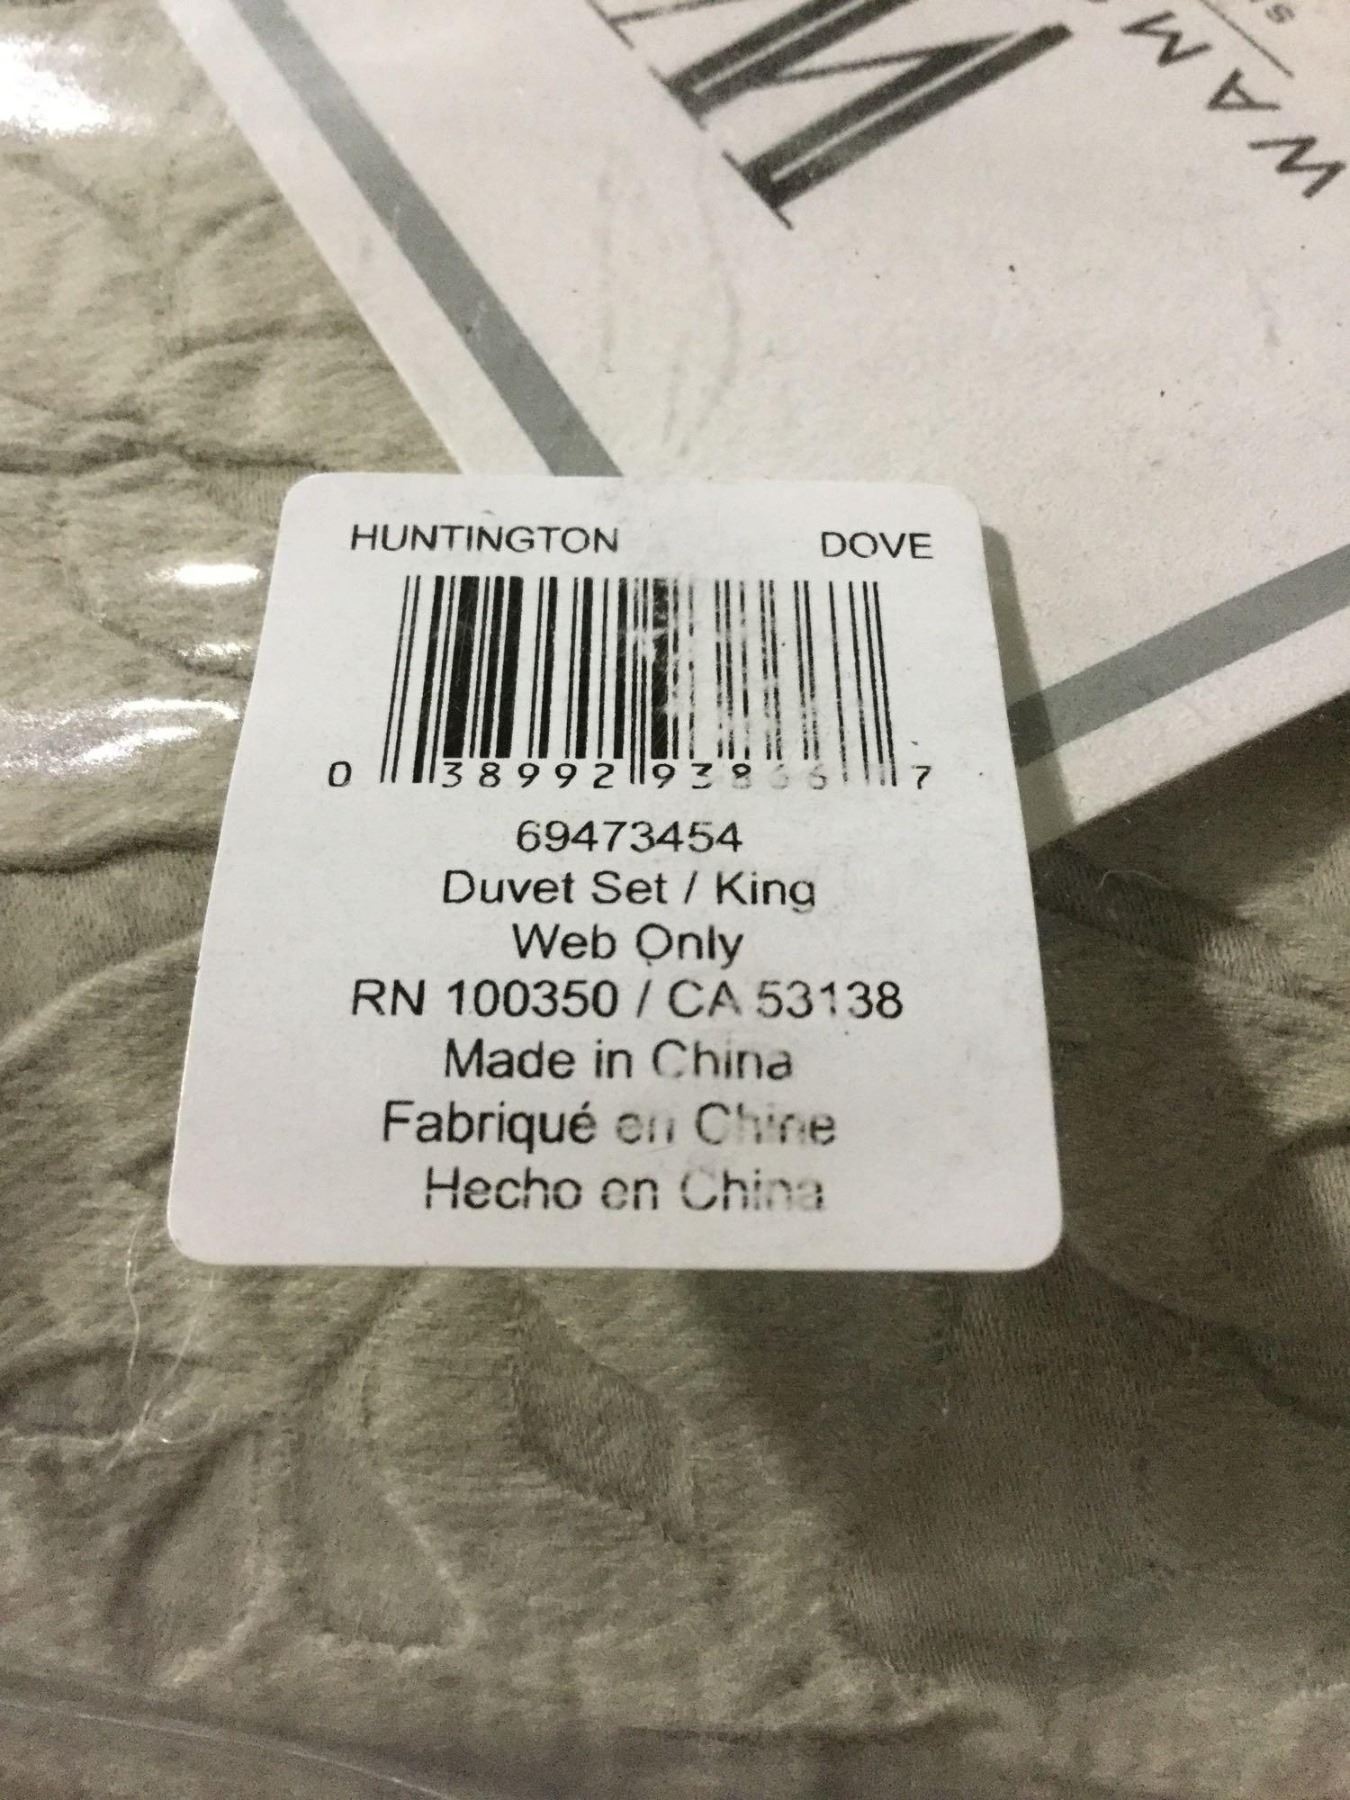 HUNTINGTON DOVE
0 38992 93866 7
69473454
Duvet Set / King
Web Only
RN 100350 / CA 53138
Made in China
Fabriqué en Chine
Hecho en China